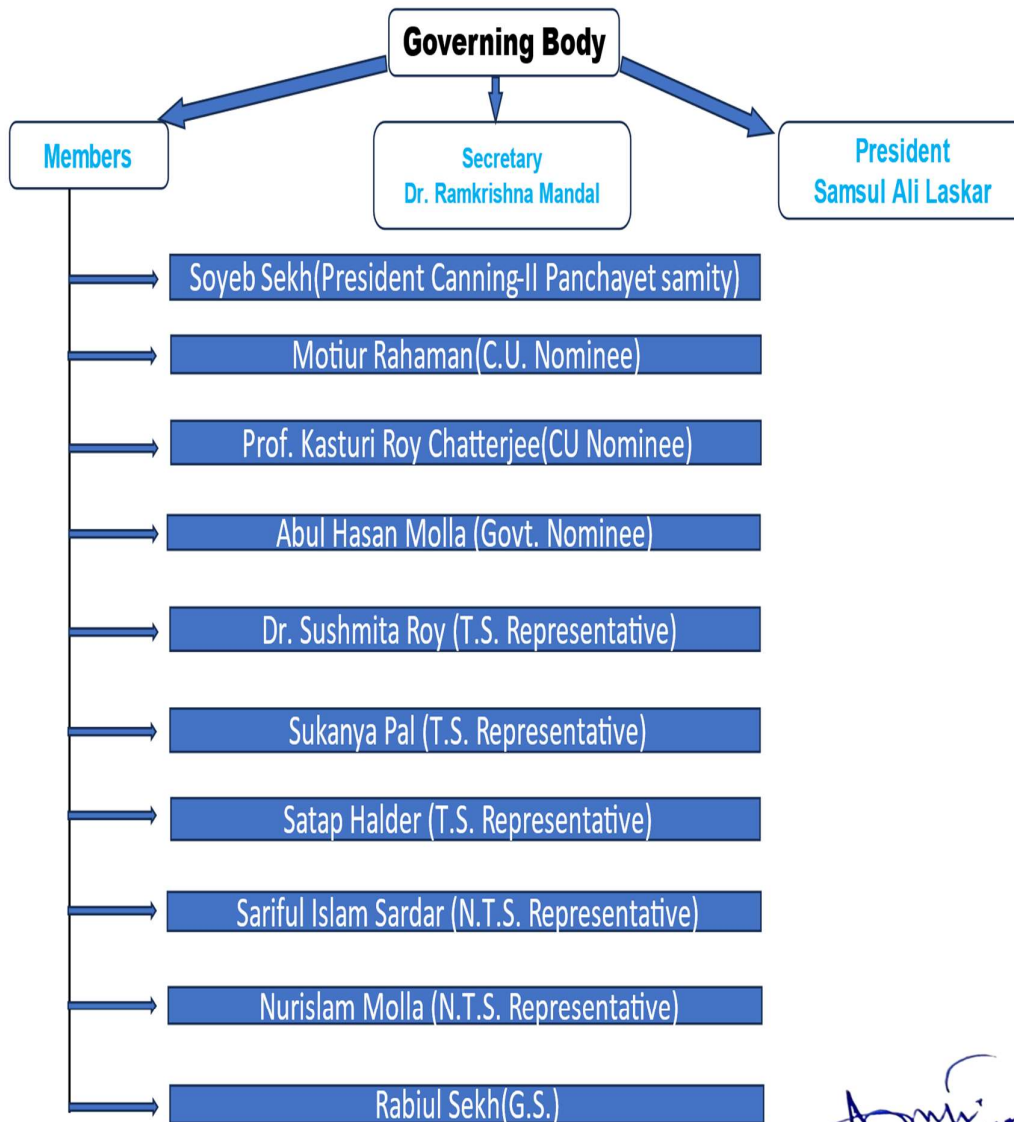 Governing Body
Members
Secretary
Dr. Ramkrishna Mandal
President
Samsul Ali Laskar
Soyeb Sekh(President Canning-II Panchayet samity)
Motiur Rahaman(C.U. Nominee)
Prof. Kasturi Roy Chatterjee(CU Nominee)
Abul Hasan Molla (Govt. Nominee)
Dr. Sushmita Roy (T.S. Representative)
Sukanya Pal (T.S. Representative)
Satap Halder (T.S. Representative)
Sariful Islam Sardar (N.T.S. Representative)
Nurislam Molla (N.T.S. Representative)
Rabiul Sekh(G.S.)